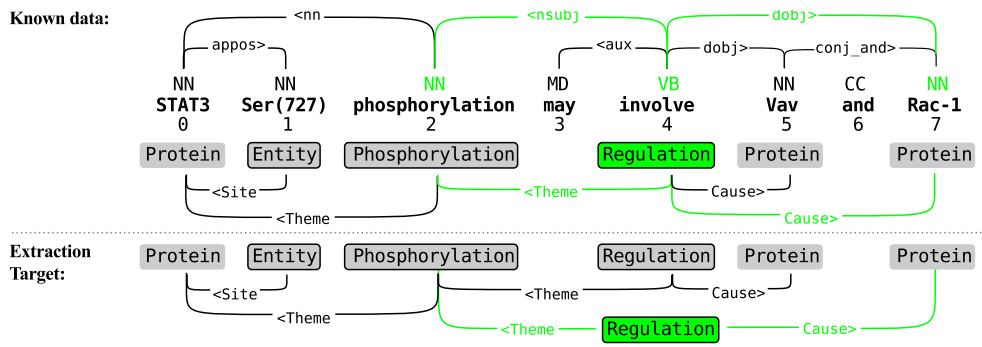 Known data:
<nn <nsubj dobj>
appos> <aux dobj> conj_and>
NN NN NN MD VB NN CC NN
STAT3 Ser(727) phosphorylation may involve Vav and Rac-1
0 1 2 3 4 5 6 7
Protein Entity Phosphorylation Regulation Protein Protein
<Site <Theme Cause>
<Theme Cause>
Extraction Target:
Protein Entity Phosphorylation Regulation Protein Protein
<Site <Theme Cause>
<Theme
<Theme Regulation Cause>